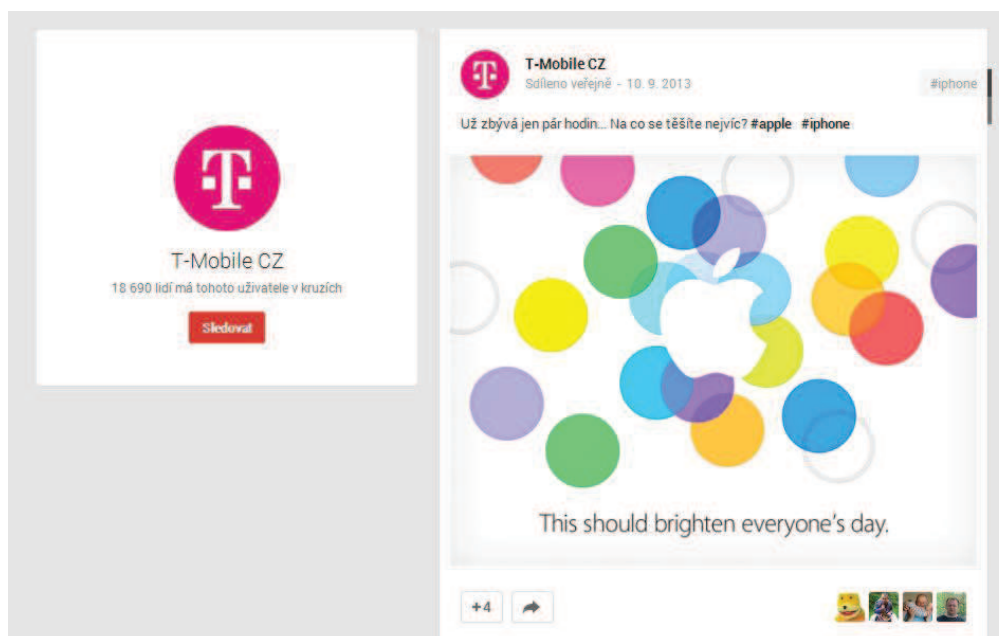 T-Mobile CZ
18 690 lidí má tohoto uživatele v kruzích
Sledovat
T-Mobile CZ
Sdíleno veřejně - 10. 9. 2013
#iphone
Už zbývá jen pár hodin... Na co se těšíte nejvíc? #apple #iphone
This should brighten everyone's day.
+4